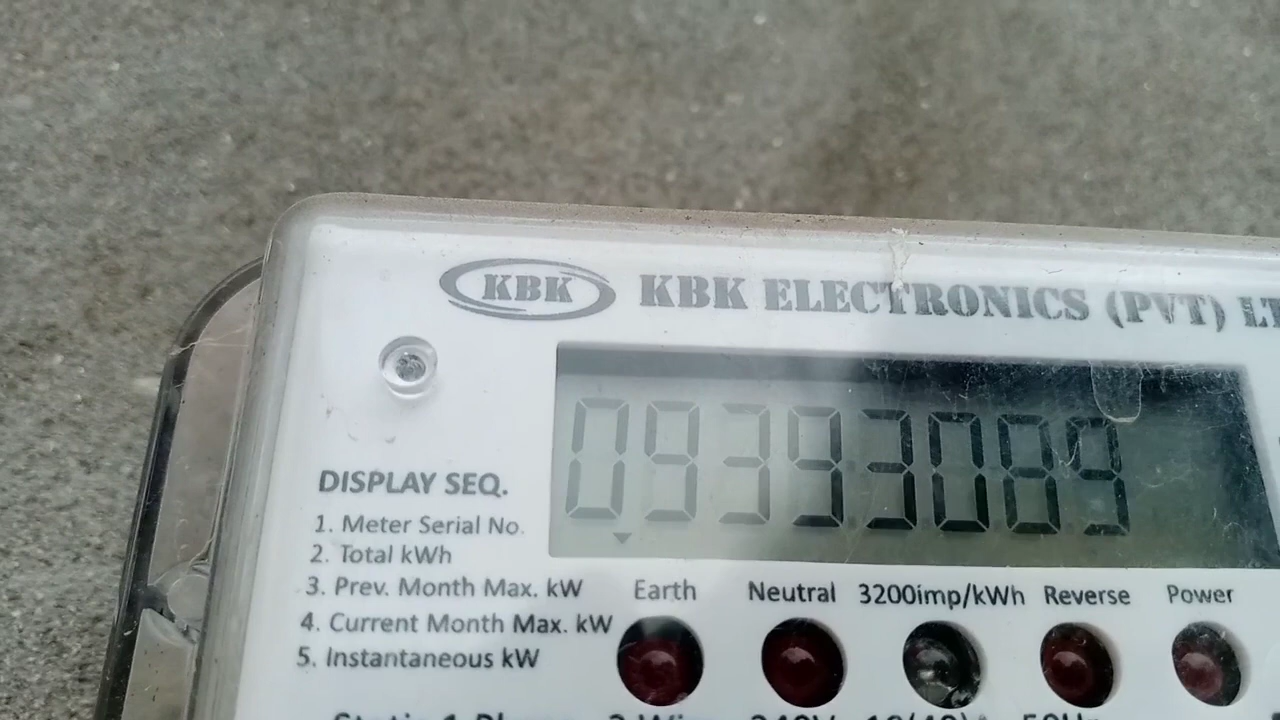 KBK KBK ELECTRONICS (PVT) LT
09393089
DISPLAY SEQ.
1. Meter Serial No.
2. Total kWh
3. Prev. Month Max. kW
4. Current Month Max. kW
5. Instantaneous kW
Earth Neutral 3200imp/kWh Reverse Power